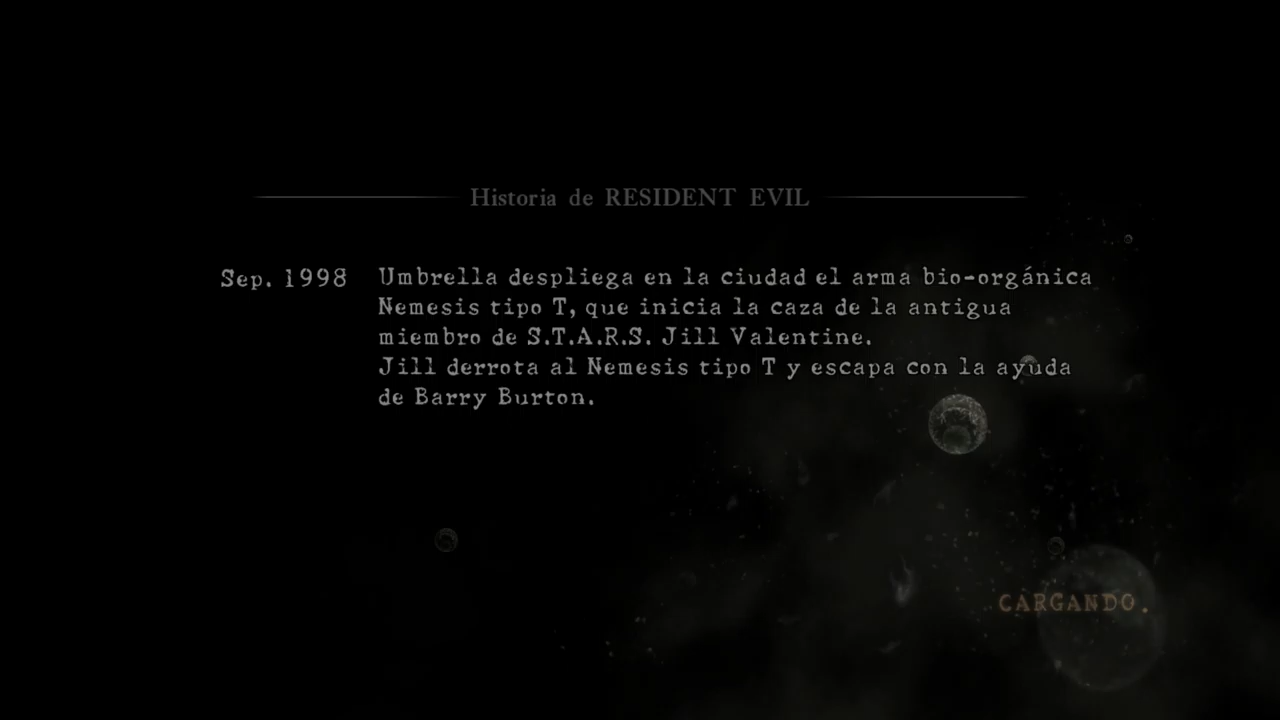 Historia de RESIDENT EVIL
Sep. 1998 Umbrella despliega en la ciudad el arma bio-orgánica
Nemesis tipo T, que inicia la caza de la antigua
miembro de S.T.A.R.S. Jill Valentine.
Jill derrota al Nemesis tipo T y escapa con la ayuda
de Barry Burton.
CARGANDO.